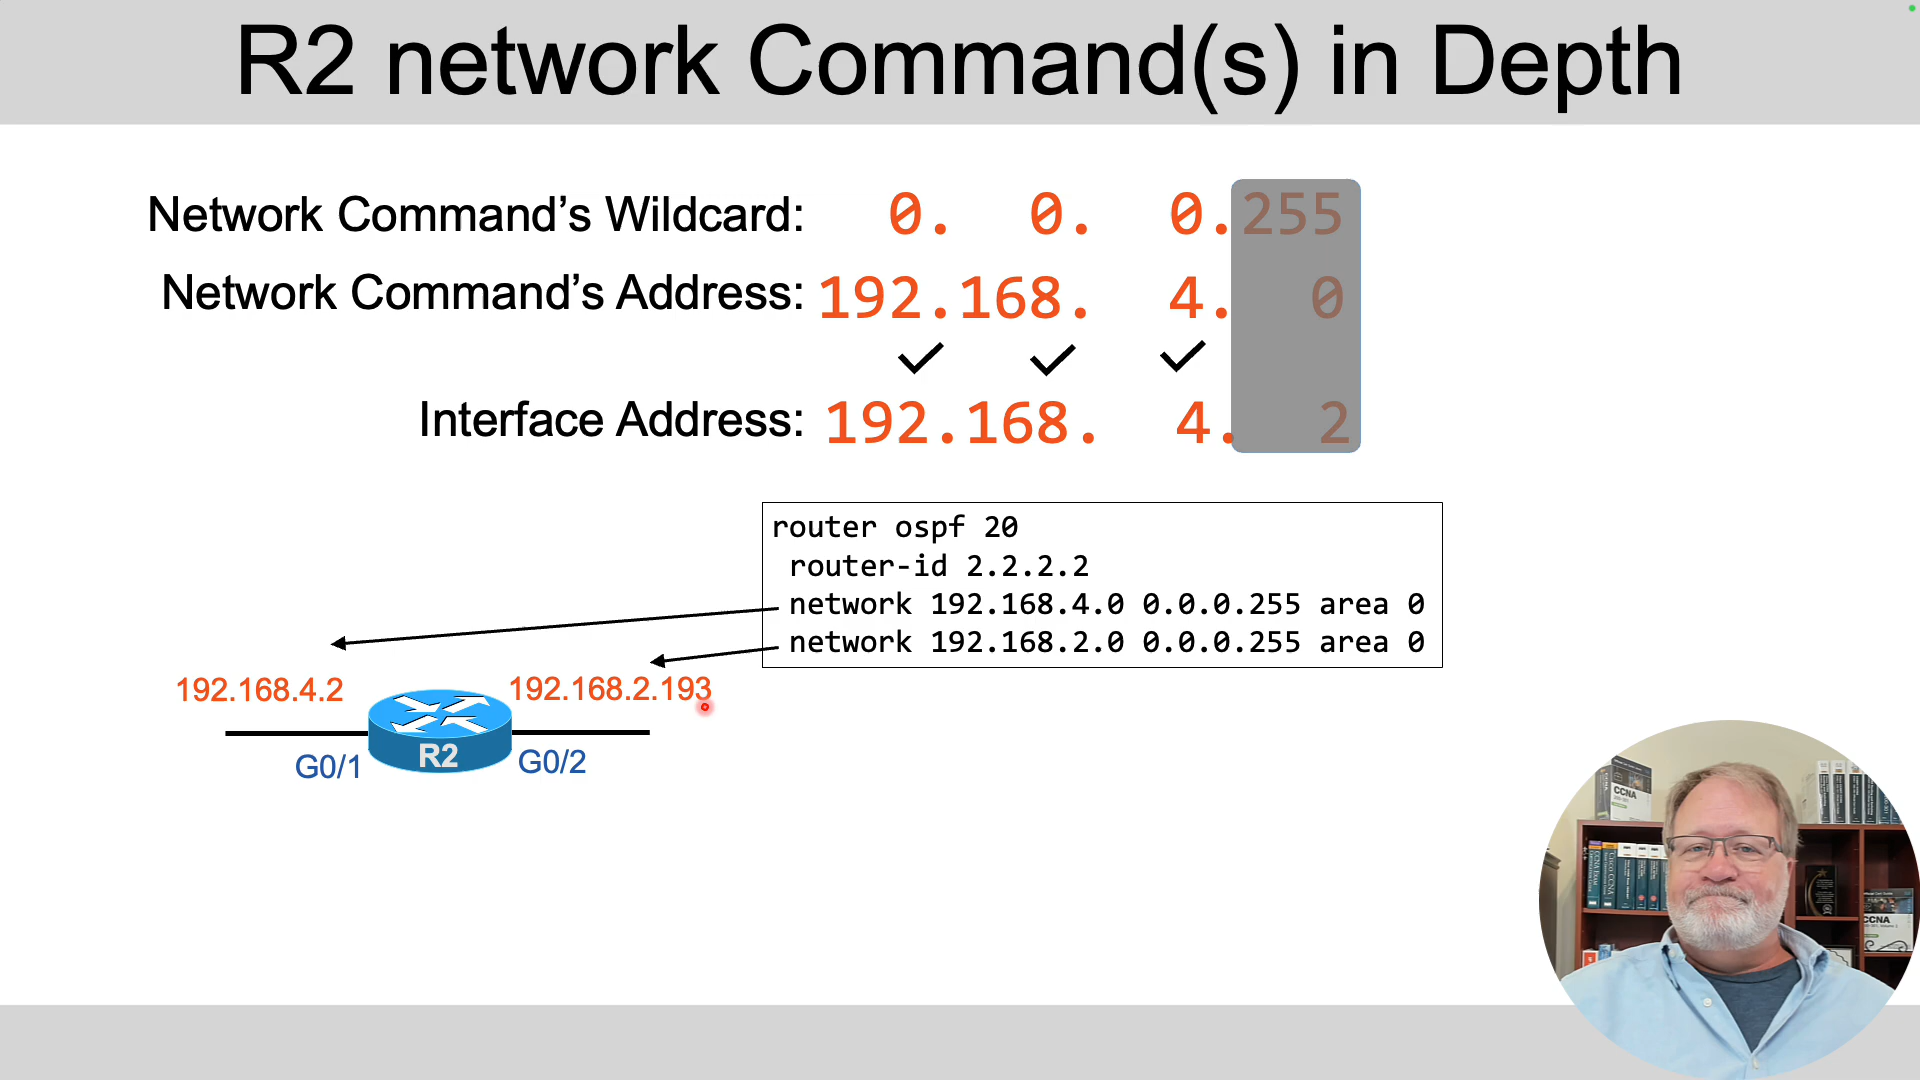 R2 network Command(s) in Depth
Network Command’s Wildcard: 0. 0. 0.255
Network Command’s Address: 192.168. 4. 0
Interface Address: 192.168. 4. 2
router ospf 20
router-id 2.2.2.2
network 192.168.4.0 0.0.0.255 area 0
network 192.168.2.0 0.0.0.255 area 0
192.168.4.2
192.168.2.193
R2
G0/1
G0/2
CCNA
CCNA